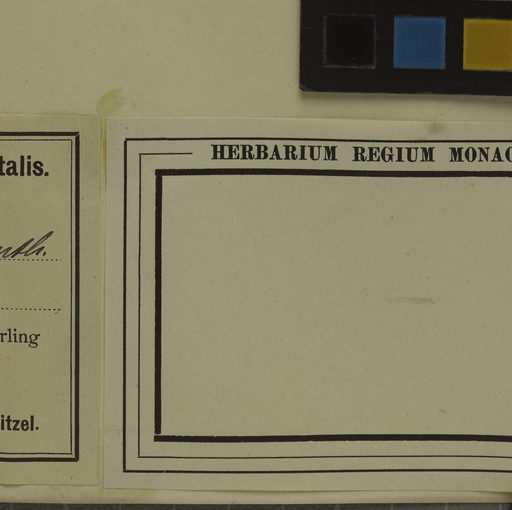 talis.
rling
itzel.
HERBARIUM REGIUM MONAC